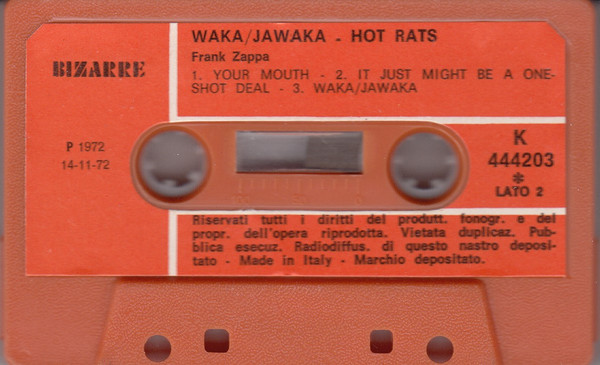 WAKA/JAWAKA - HOT RATS
Frank Zappa
1. YOUR MOUTH - 2. IT JUST MIGHT BE A ONE-
SHOT DEAL - 3. WAKA/JAWAKA
BIZARRE
P 1972
14-11-72
K
444203
*
LATO 2
Riservati tutti i diritti del produtt. fonogr. e del
propr. dell'opera riprodotta. Vietata duplicaz. Pub-
blica esecuz. Radiodiffus. di questo nastro deposi-
tato - Made in Italy - Marchio depositato.